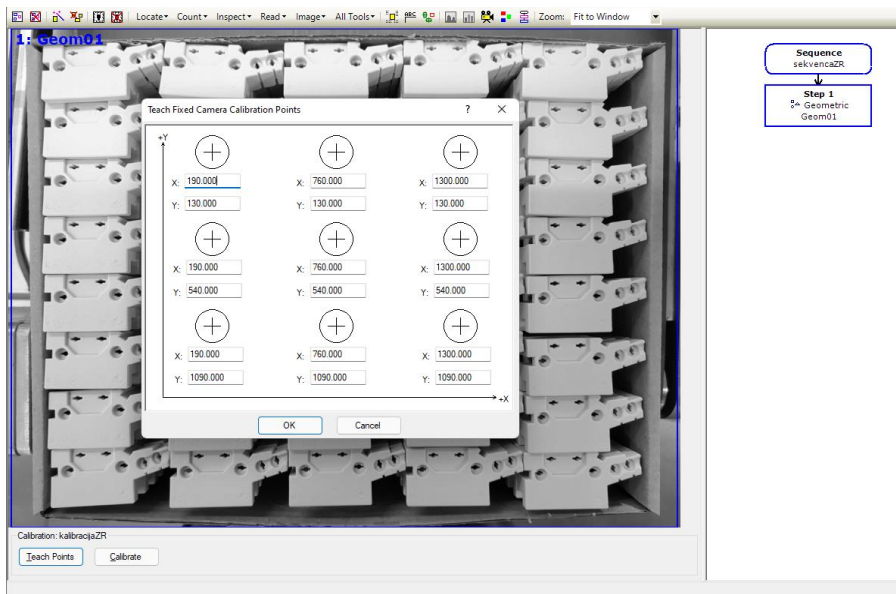 Locate Count Inspect Read Image All Tools ABC Zoom: Fit to Window
1: Geom01
Sequence
sekvencaZR
Step 1
Geometric
Geom01
Teach Fixed Camera Calibration Points ? X
+Y
X: 190.000 X: 760.000 X: 1300.000
Y: 130.000 Y: 130.000 Y: 130.000
X: 190.000 X: 760.000 X: 1300.000
Y: 540.000 Y: 540.000 Y: 540.000
X: 190.000 X: 760.000 X: 1300.000
Y: 1090.000 Y: 1090.000 Y: 1090.000
+X
OK Cancel
Calibration: kalibracijaZR
Teach Points Calibrate